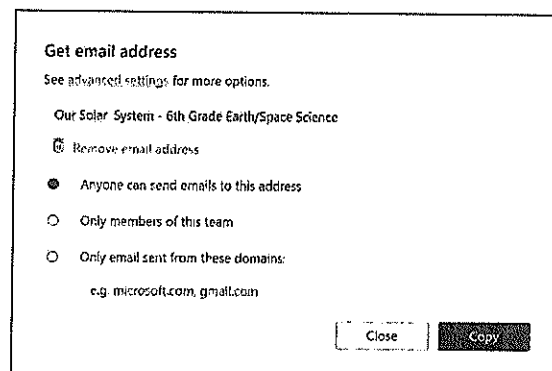 Get email address
See advanced settings for more options.
Our Solar System - 6th Grade Earth/Space Science
Remove email address
Anyone can send emails to this address
Only members of this team
Only email sent from these domains:
e.g. microsoft.com, gmail.com
Close
Copy